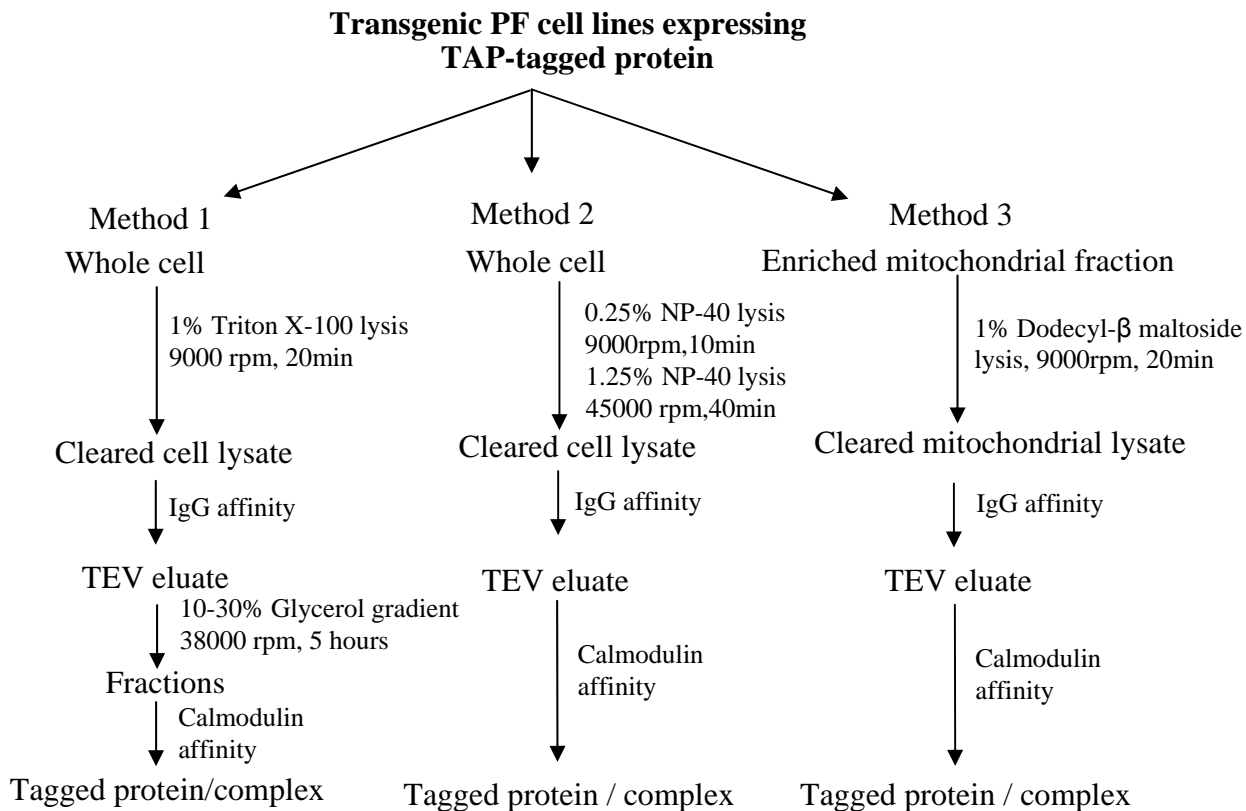 Transgenic PF cell lines expressing
TAP-tagged protein
Method 1
Whole cell
1% Triton X-100 lysis
9000 rpm, 20min
Cleared cell lysate
IgG affinity
TEV eluate
10-30% Glycerol gradient
38000 rpm, 5 hours
Fractions
Calmodulin
affinity
Tagged protein/complex
Method 2
Whole cell
0.25% NP-40 lysis
9000rpm,10min
1.25% NP-40 lysis
45000 rpm,40min
Cleared cell lysate
IgG affinity
TEV eluate
Calmodulin
affinity
Tagged protein / complex
Method 3
Enriched mitochondrial fraction
1% Dodecyl-β maltoside
lysis, 9000rpm, 20min
Cleared mitochondrial lysate
IgG affinity
TEV eluate
Calmodulin
affinity
Tagged protein / complex